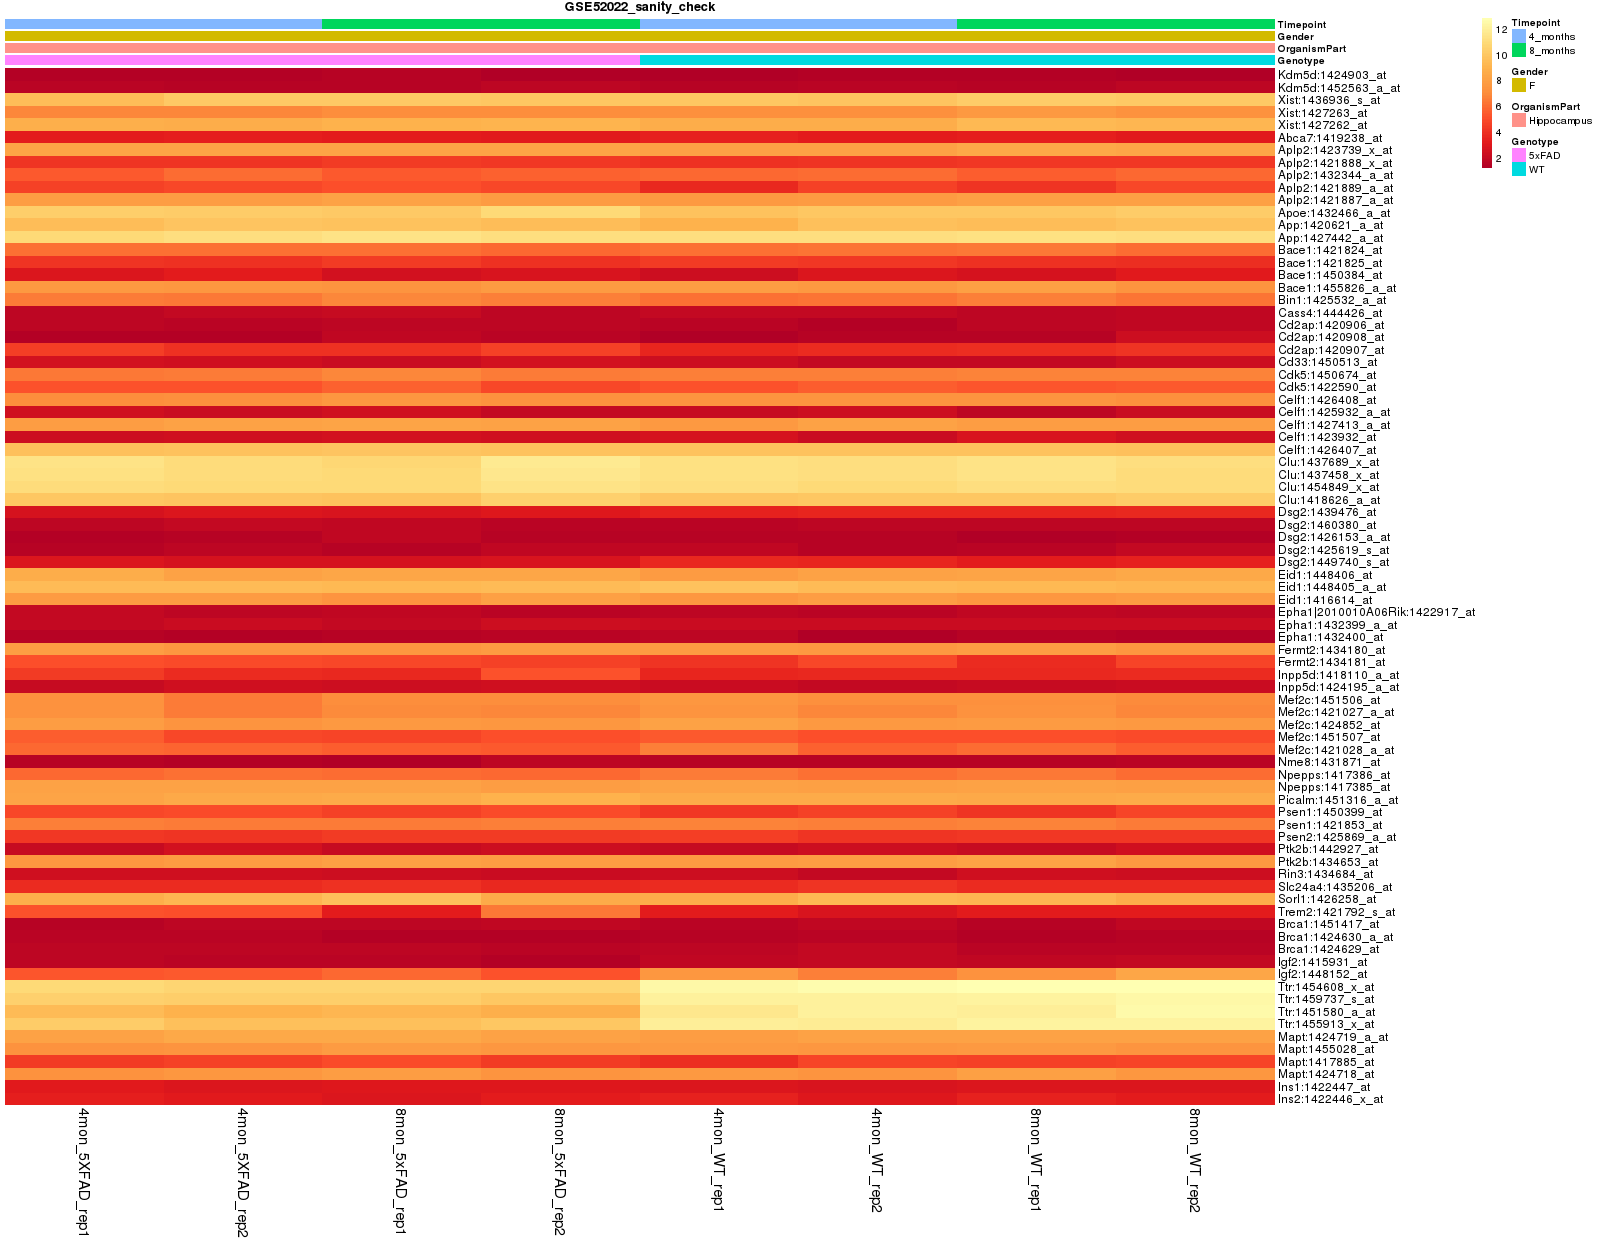 GSE52022_sanity_check
Timepoint
Gender
OrganismPart
Genotype
Kdm5d:1424903_at
Kdm5d:1452563_a_at
Xist:1436936_s_at
Xist:1427263_at
Xist:1427262_at
Abca7:1419238_at
Aplp2:1423739_x_at
Aplp2:1421888_x_at
Aplp2:1432344_a_at
Aplp2:1421889_a_at
Aplp2:1421887_a_at
Apoe:1432466_a_at
App:1420621_a_at
App:1427442_a_at
Bace1:1421824_at
Bace1:1421825_at
Bace1:1450384_at
Bace1:1455826_a_at
Bin1:1425532_a_at
Cass4:1444426_at
Cd2ap:1420906_at
Cd2ap:1420908_at
Cd2ap:1420907_at
Cd33:1450513_at
Cdk5:1450674_at
Cdk5:1422590_at
Celf1:1426408_at
Celf1:1425932_a_at
Celf1:1427413_a_at
Celf1:1423932_at
Celf1:1426407_at
Clu:1437689_x_at
Clu:1437458_x_at
Clu:1454849_x_at
Clu:1418626_a_at
Dsg2:1439476_at
Dsg2:1460380_at
Dsg2:1426153_a_at
Dsg2:1425619_s_at
Dsg2:1449740_s_at
Eid1:1448406_at
Eid1:1448405_a_at
Eid1:1416614_at
Epha1|2010010A06Rik:1422917_at
Epha1:1432399_a_at
Epha1:1432400_at
Fermt2:1434180_at
Fermt2:1434181_at
Inpp5d:1418110_a_at
Inpp5d:1424195_a_at
Mef2c:1451506_at
Mef2c:1421027_a_at
Mef2c:1424852_at
Mef2c:1451507_at
Mef2c:1421028_a_at
Nme8:1431871_at
Npepps:1417386_at
Npepps:1417385_at
Picalm:1451316_a_at
Psen1:1450399_at
Psen1:1421853_at
Psen2:1425869_a_at
Ptk2b:1442927_at
Ptk2b:1434653_at
Rin3:1434684_at
Slc24a4:1435206_at
Sorl1:1426258_at
Trem2:1421792_s_at
Brca1:1451417_at
Brca1:1424630_a_at
Brca1:1424629_at
Igf2:1415931_at
Igf2:1448152_at
Ttr:1454608_x_at
Ttr:1459737_s_at
Ttr:1451580_a_at
Ttr:1455913_x_at
Mapt:1424719_a_at
Mapt:1455028_at
Mapt:1417885_at
Mapt:1424718_at
Ins1:1422447_at
Ins2:1422446_x_at
4mon_5XFAD_rep1
4mon_5XFAD_rep2
8mon_5xFAD_rep1
8mon_5xFAD_rep2
4mon_WT_rep1
4mon_WT_rep2
8mon_WT_rep1
8mon_WT_rep2
12
10
8
6
4
2
Timepoint
4_months
8_months
Gender
F
OrganismPart
Hippocampus
Genotype
5xFAD
WT